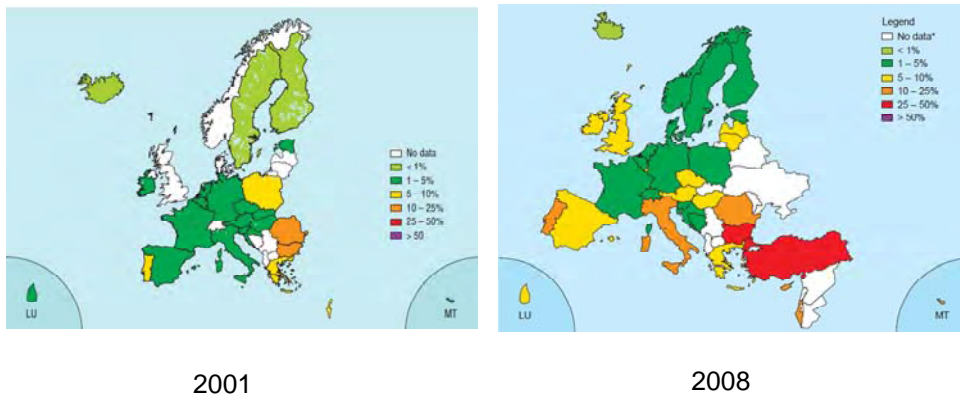 No data
< 1%
1 – 5%
5 – 10%
10 – 25%
25 – 50%
> 50
LU
MT
2001
Legend
No data*
< 1%
1 – 5%
5 – 10%
10 – 25%
25 – 50%
> 50%
LU
MT
2008